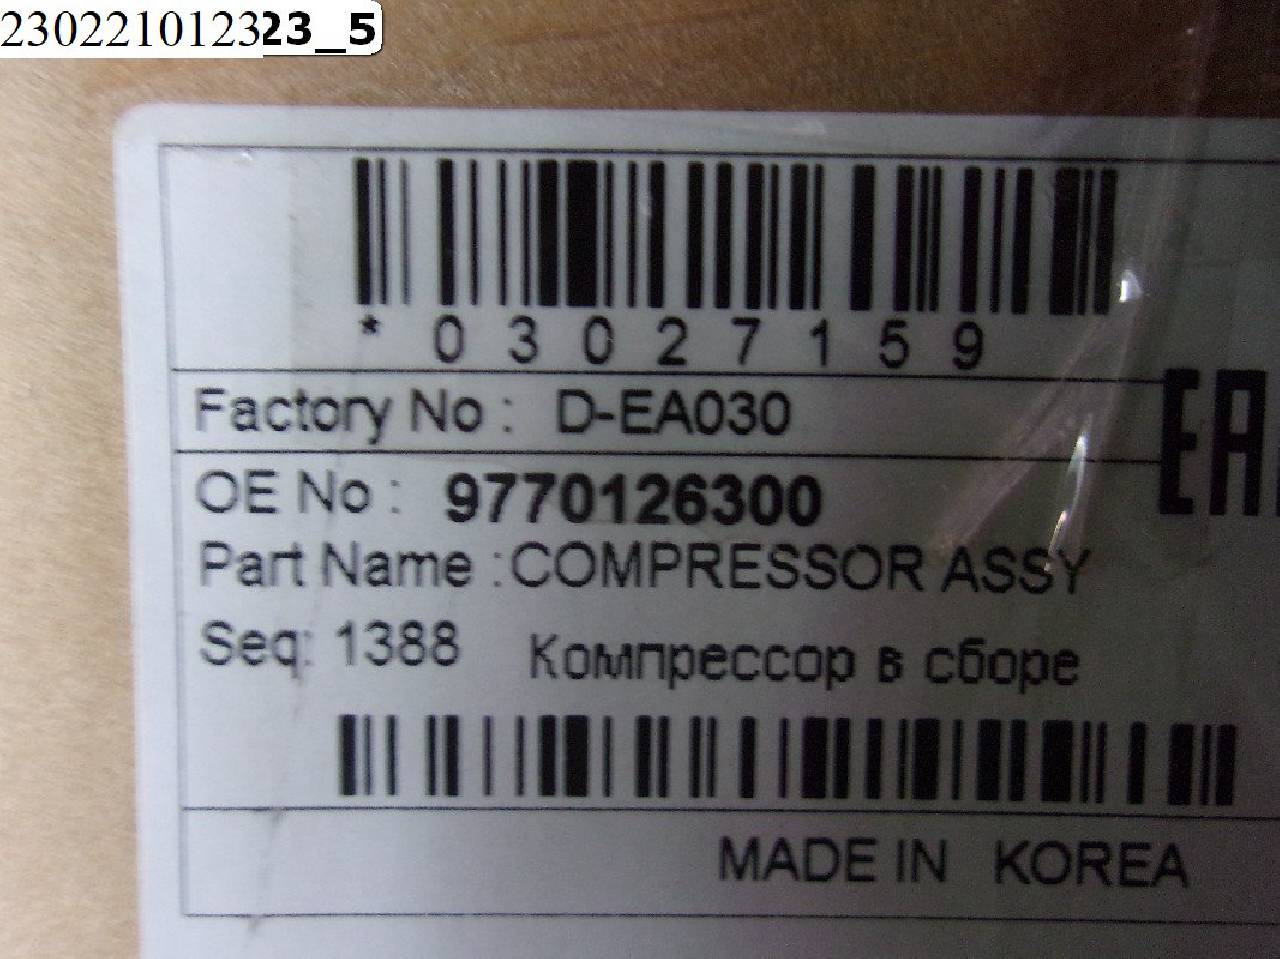 230221012323_5
*03027159
Factory No : D-EA030
OE No : 9770126300
Part Name :COMPRESSOR ASSY
Seq: 1388 Компрессор в сборе
MADE IN KOREA